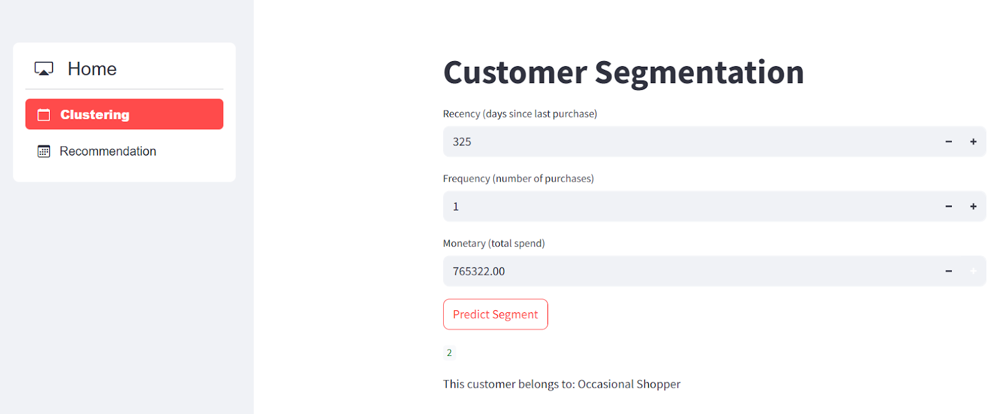 Home
Clustering
Recommendation
Customer Segmentation
Recency (days since last purchase)
325
Frequency (number of purchases)
1
Monetary (total spend)
765322.00
Predict Segment
2
This customer belongs to: Occasional Shopper